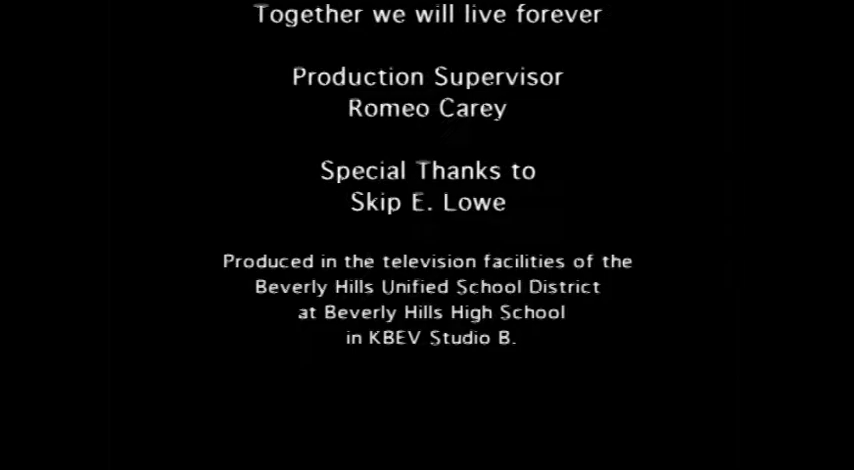 Together we will live forever
Production Supervisor
Romeo Carey
Special Thanks to
Skip E. Lowe
Produced in the television facilities of the
Beverly Hills Unified School District
at Beverly Hills High School
in KBEV Studio B.